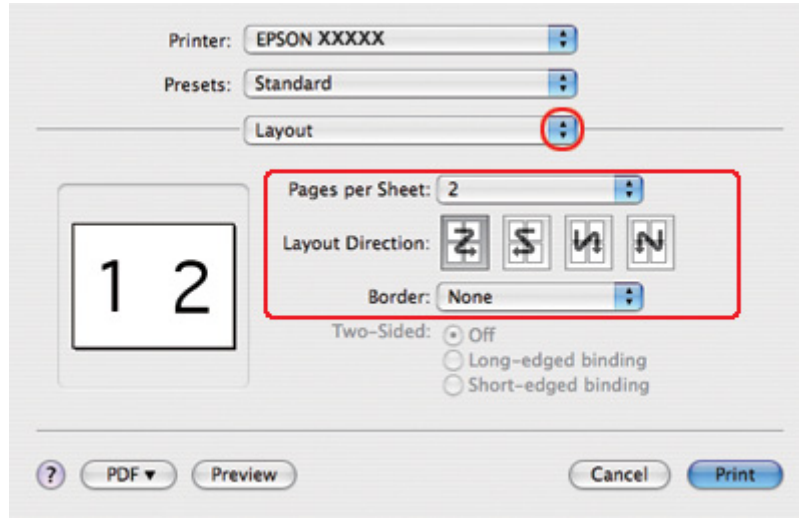 Printer: EPSON XXXXX
Presets: Standard
Layout
Pages per Sheet: 2
Layout Direction:
Border: None
Two-Sided: Off
Long-edged binding
Short-edged binding
1 2
? PDF Preview Cancel Print